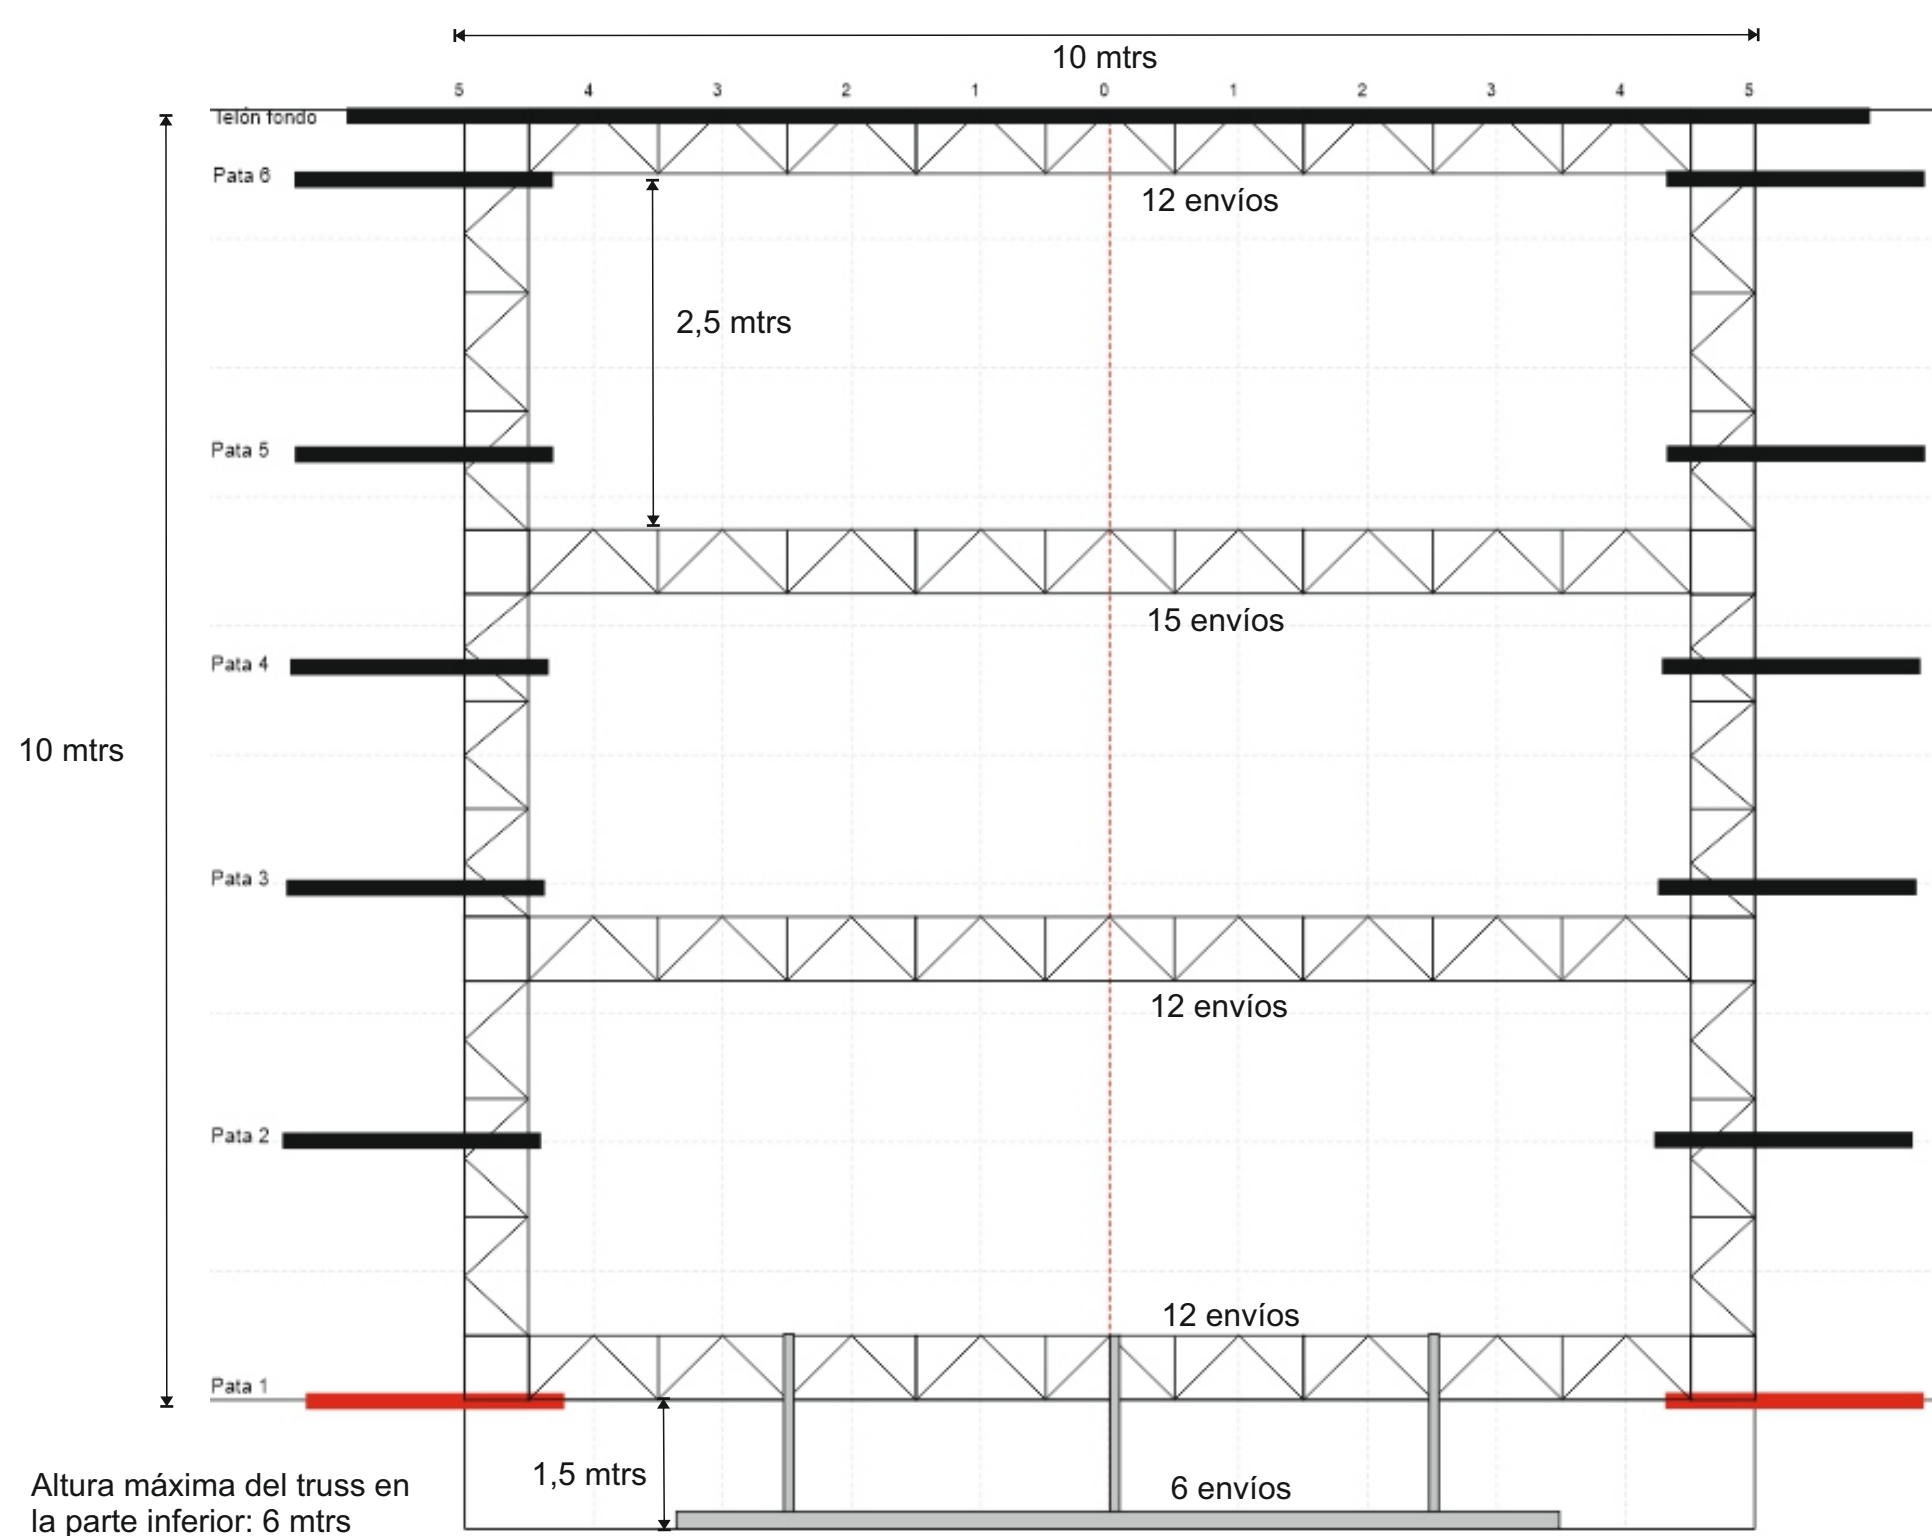 10 mtrs
5 4 3 2 1 0 1 2 3 4 5
Telón fondo
Pata 6
12 envíos
2,5 mtrs
Pata 5
15 envíos
Pata 4
10 mtrs
Pata 3
12 envíos
Pata 2
12 envíos
Pata 1
1,5 mtrs
6 envíos
Altura máxima del truss en
la parte inferior: 6 mtrs